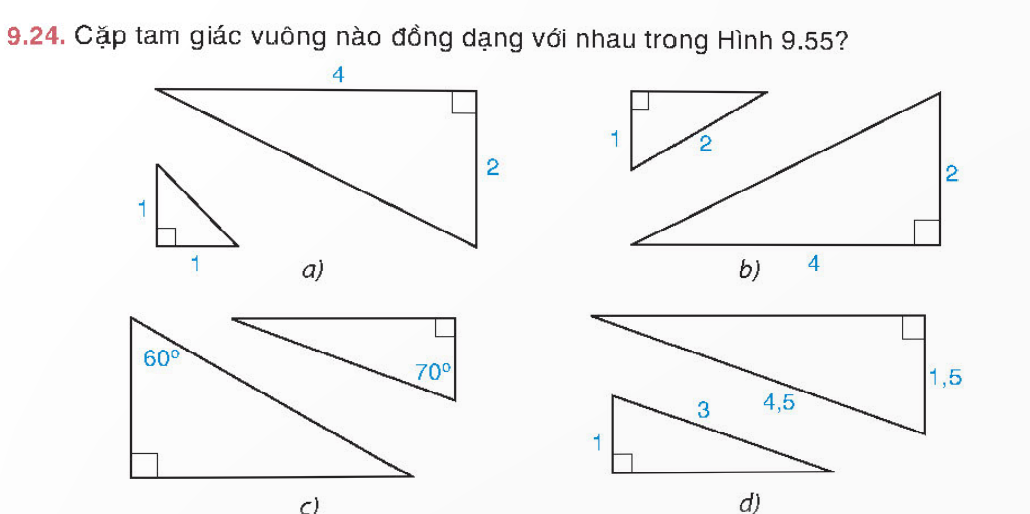 9.24. Cặp tam giác vuông nào đồng dạng với nhau trong Hình 9.55?
4
2
1
1
a)
1
2
2
4
b)
60°
70°
c)
1,5
4,5
3
1
d)